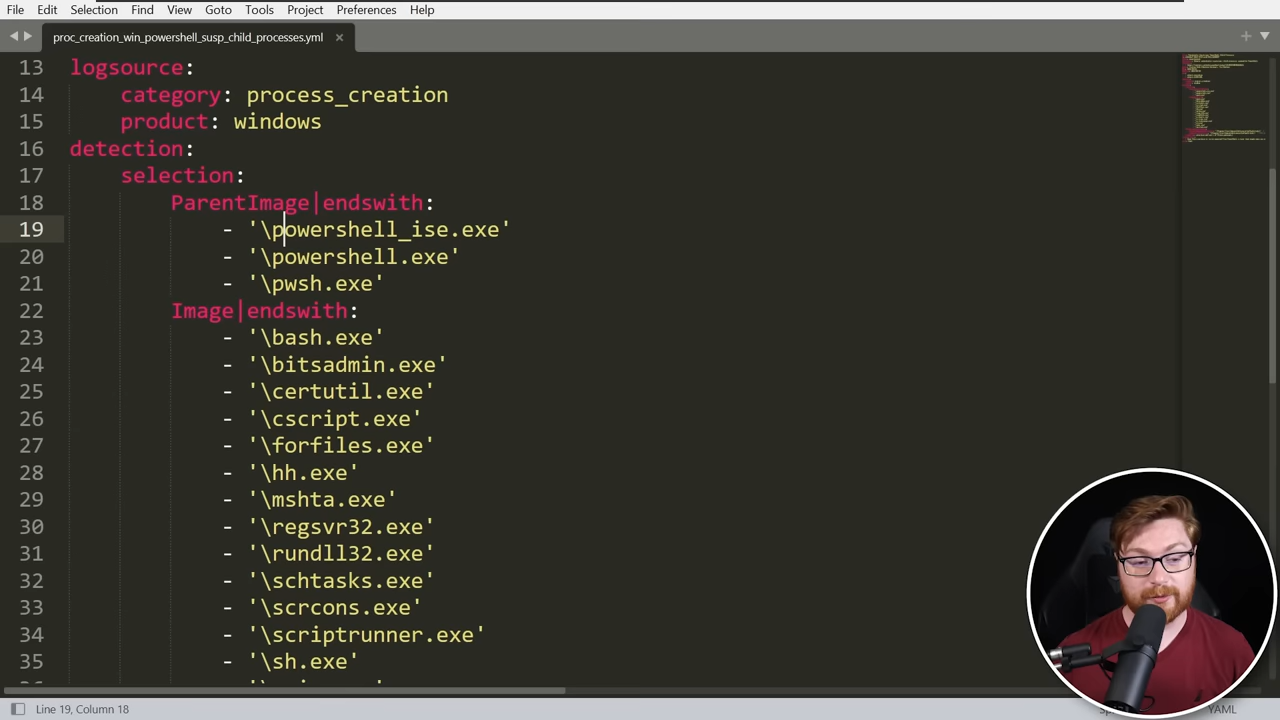 File Edit Selection Find View Goto Tools Project Preferences Help
proc_creation_win_powershell_susp_child_processes.yml ×
13 logsource:
14 category: process_creation
15 product: windows
16 detection:
17 selection:
18 ParentImage|endswith:
19 - '\powershell_ise.exe'
20 - '\powershell.exe'
21 - '\pwsh.exe'
22 Image|endswith:
23 - '\bash.exe'
24 - '\bitsadmin.exe'
25 - '\certutil.exe'
26 - '\cscript.exe'
27 - '\forfiles.exe'
28 - '\hh.exe'
29 - '\mshta.exe'
30 - '\regsvr32.exe'
31 - '\rundll32.exe'
32 - '\schtasks.exe'
33 - '\scrcons.exe'
34 - '\scriptrunner.exe'
35 - '\sh.exe'
Line 19, Column 18
YAML